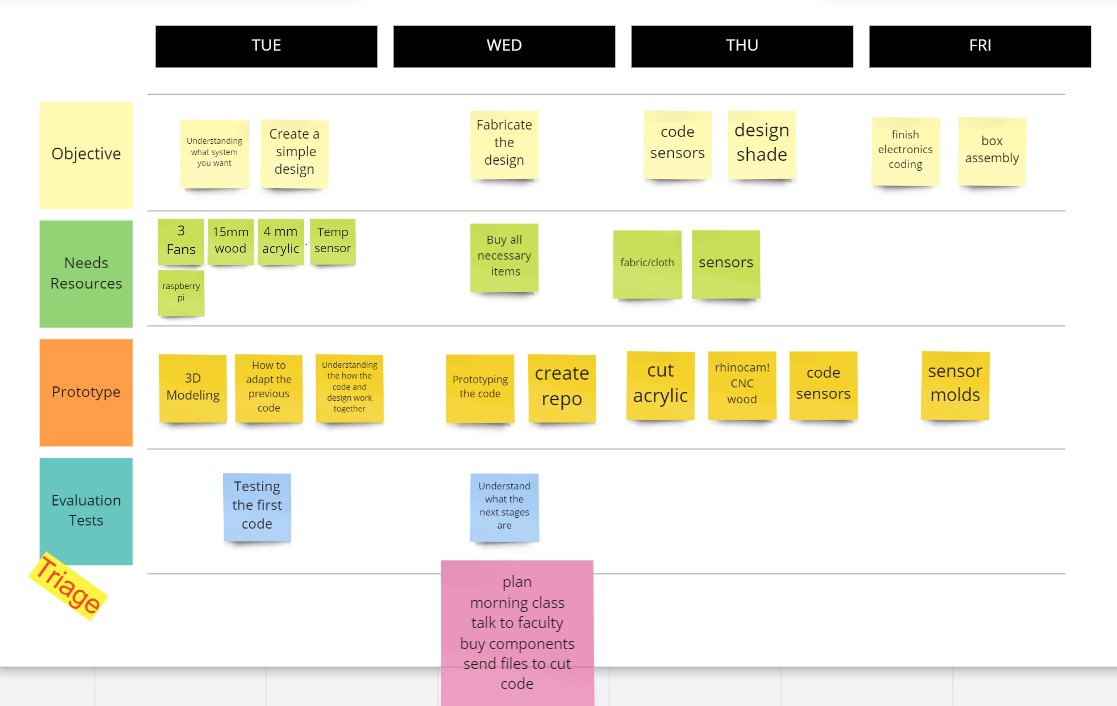 TUE
WED
THU
FRI
Objective
Understanding
what system
you want
Create a
simple
design
Fabricate
the
design
code
sensors
design
shade
finish
electronics
coding
box
assembly
Needs
Resources
3
Fans
15mm
wood
4 mm
acrylic
Temp
sensor
raspberry
pi
Buy all
necessary
items
fabric/cloth
sensors
Prototype
3D
Modeling
How to
adapt the
previous
code
Understanding
the how the
code and
design work
together
Prototyping
the code
create
repo
cut
acrylic
rhinocam!
CNC
wood
code
sensors
sensor
molds
Evaluation
Tests
Testing
the first
code
Understand
what the
next stages
are
Triage
plan
morning class
talk to faculty
buy components
send files to cut
code